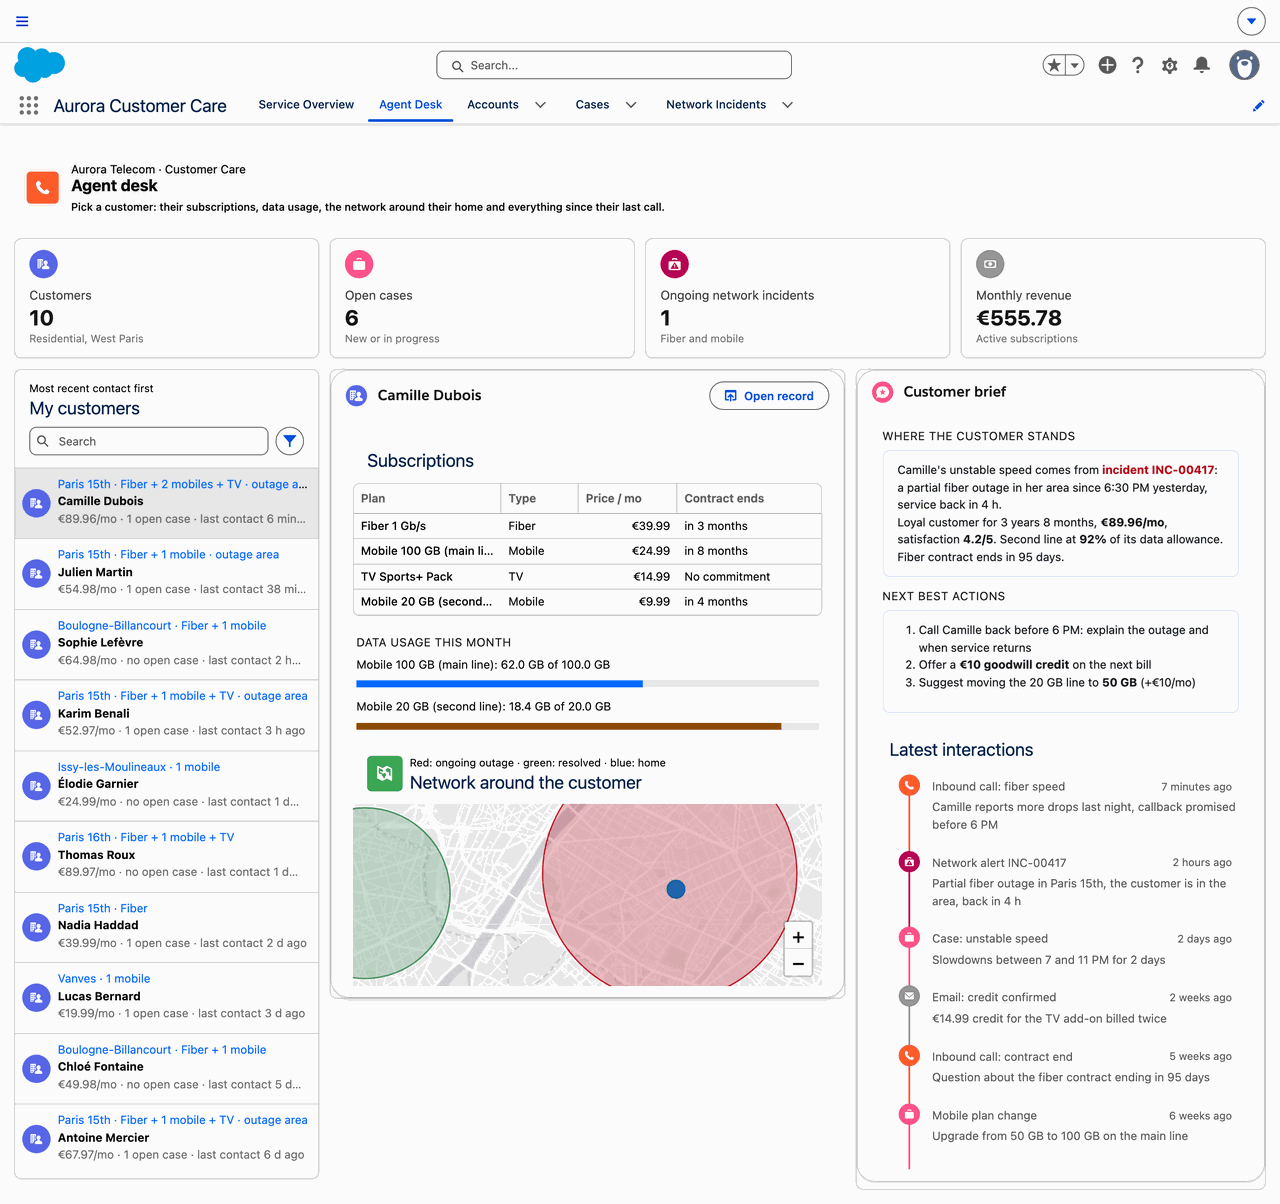 Search...
Aurora Customer Care
Service Overview
Agent Desk
Accounts
Cases
Network Incidents
Aurora Telecom · Customer Care
Agent desk
Pick a customer: their subscriptions, data usage, the network around their home and everything since their last call.
Customers
10
Residential, West Paris
Open cases
6
New or in progress
Ongoing network incidents
1
Fiber and mobile
Monthly revenue
€555.78
Active subscriptions
Most recent contact first
My customers
Search
Paris 15th · Fiber + 2 mobiles + TV · outage a...
Camille Dubois
€89.96/mo · 1 open case · last contact 6 min...
Paris 15th · Fiber + 1 mobile · outage area
Julien Martin
€54.98/mo · 1 open case · last contact 38 mi...
Boulogne-Billancourt · Fiber + 1 mobile
Sophie Lefèvre
€64.98/mo · no open case · last contact 2 h...
Paris 15th · Fiber + 1 mobile + TV · outage area
Karim Benali
€52.97/mo · 1 open case · last contact 3 h ago
Issy-les-Moulineaux · 1 mobile
Élodie Garnier
€24.99/mo · no open case · last contact 1 d...
Paris 16th · Fiber + 1 mobile + TV
Thomas Roux
€89.97/mo · no open case · last contact 1 d...
Paris 15th · Fiber
Nadia Haddad
€39.99/mo · 1 open case · last contact 2 d ago
Vanves · 1 mobile
Lucas Bernard
€19.99/mo · 1 open case · last contact 3 d ago
Boulogne-Billancourt · Fiber + 1 mobile
Chloé Fontaine
€49.98/mo · no open case · last contact 5 d...
Paris 15th · Fiber + 1 mobile + TV · outage area
Antoine Mercier
€67.97/mo · 1 open case · last contact 6 d ago
Camille Dubois
Open record
Subscriptions
Plan Type Price / mo Contract ends
Fiber 1 Gb/s Fiber €39.99 in 3 months
Mobile 100 GB (main li... Mobile €24.99 in 8 months
TV Sports+ Pack TV €14.99 No commitment
Mobile 20 GB (second... Mobile €9.99 in 4 months
DATA USAGE THIS MONTH
Mobile 100 GB (main line): 62.0 GB of 100.0 GB
Mobile 20 GB (second line): 18.4 GB of 20.0 GB
Red: ongoing outage · green: resolved · blue: home
Network around the customer
+
−
Customer brief
WHERE THE CUSTOMER STANDS
Camille's unstable speed comes from incident INC-00417:
a partial fiber outage in her area since 6:30 PM yesterday,
service back in 4 h.
Loyal customer for 3 years 8 months, €89.96/mo,
satisfaction 4.2/5. Second line at 92% of its data allowance.
Fiber contract ends in 95 days.
NEXT BEST ACTIONS
1. Call Camille back before 6 PM: explain the outage and
when service returns
2. Offer a €10 goodwill credit on the next bill
3. Suggest moving the 20 GB line to 50 GB (+€10/mo)
Latest interactions
Inbound call: fiber speed 7 minutes ago
Camille reports more drops last night, callback promised
before 6 PM
Network alert INC-00417 2 hours ago
Partial fiber outage in Paris 15th, the customer is in the
area, back in 4 h
Case: unstable speed 2 days ago
Slowdowns between 7 and 11 PM for 2 days
Email: credit confirmed 2 weeks ago
€14.99 credit for the TV add-on billed twice
Inbound call: contract end 5 weeks ago
Question about the fiber contract ending in 95 days
Mobile plan change 6 weeks ago
Upgrade from 50 GB to 100 GB on the main line